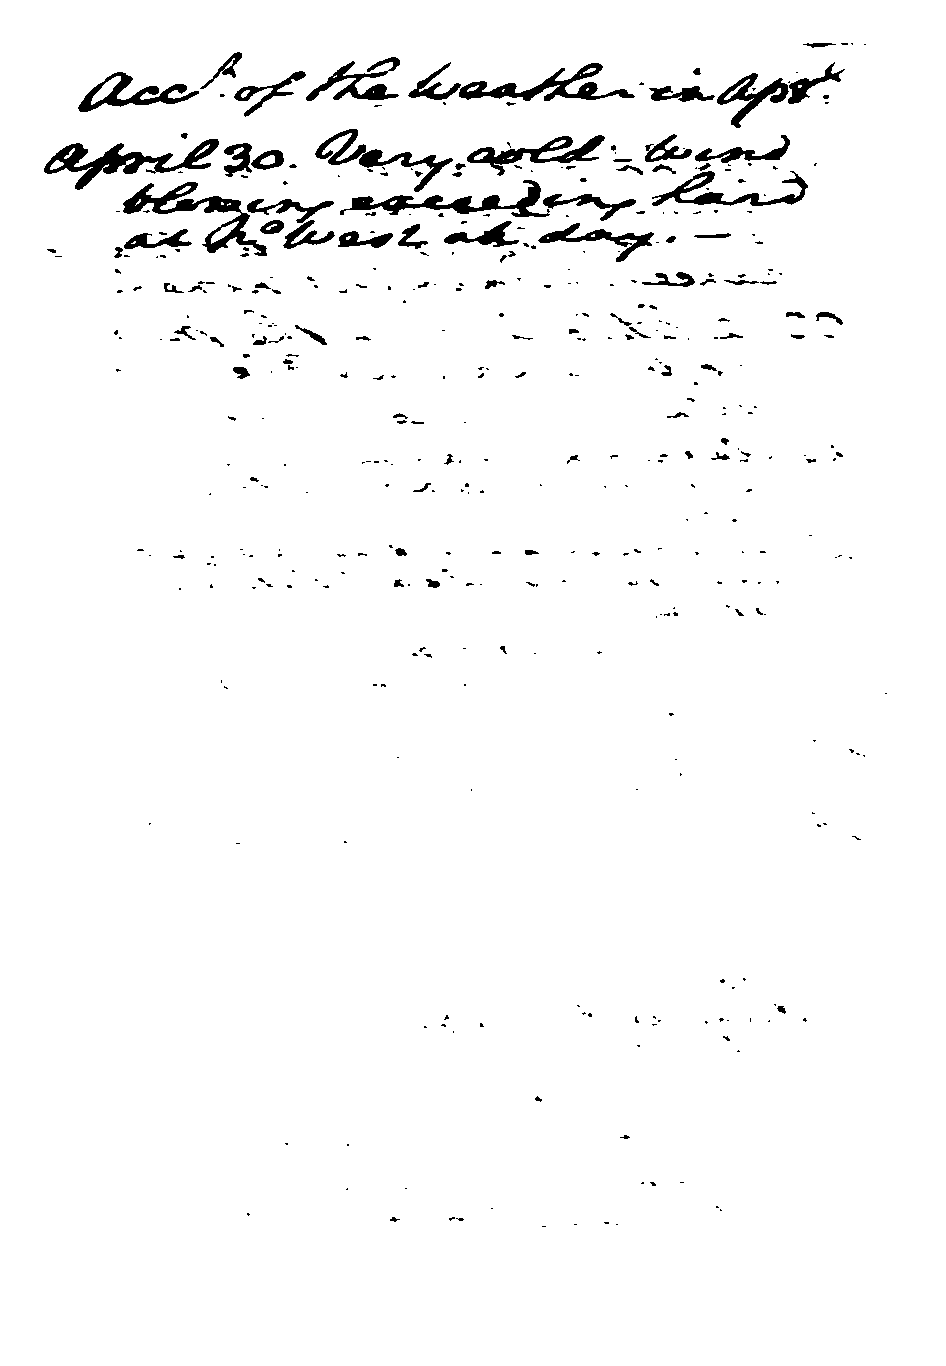 Acct. of the Weather in Aprl.
April 30. Very cold - wind
blowing exceeding hard
at No West all day. —